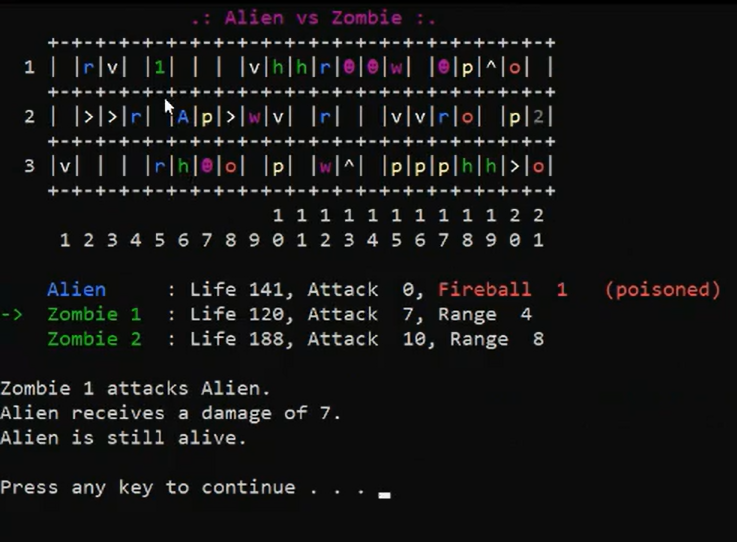 .: Alien vs Zombie :.
+-+-+-+-+-+-+-+-+-+-+-+-+-+-+-+-+-+-+-+-+-+
1 | |r|v| |1| | | |v|h|h|r|☻|☻|w| |☻|p|^|o| |
+-+-+-+-+-+-+-+-+-+-+-+-+-+-+-+-+-+-+-+-+-+
2 | |>|>|r| |A|p|>|w|v| |r| | |v|v|r|o| |p|2|
+-+-+-+-+-+-+-+-+-+-+-+-+-+-+-+-+-+-+-+-+-+
3 |v| | | |r|h|☻|o| |p| |w|^| |p|p|p|h|h|>|o|
+-+-+-+-+-+-+-+-+-+-+-+-+-+-+-+-+-+-+-+-+-+
1 1 1 1 1 1 1 1 1 1 2 2
1 2 3 4 5 6 7 8 9 0 1 2 3 4 5 6 7 8 9 0 1
Alien : Life 141, Attack 0, Fireball 1 (poisoned)
-> Zombie 1 : Life 120, Attack 7, Range 4
Zombie 2 : Life 188, Attack 10, Range 8
Zombie 1 attacks Alien.
Alien receives a damage of 7.
Alien is still alive.
Press any key to continue . . . _